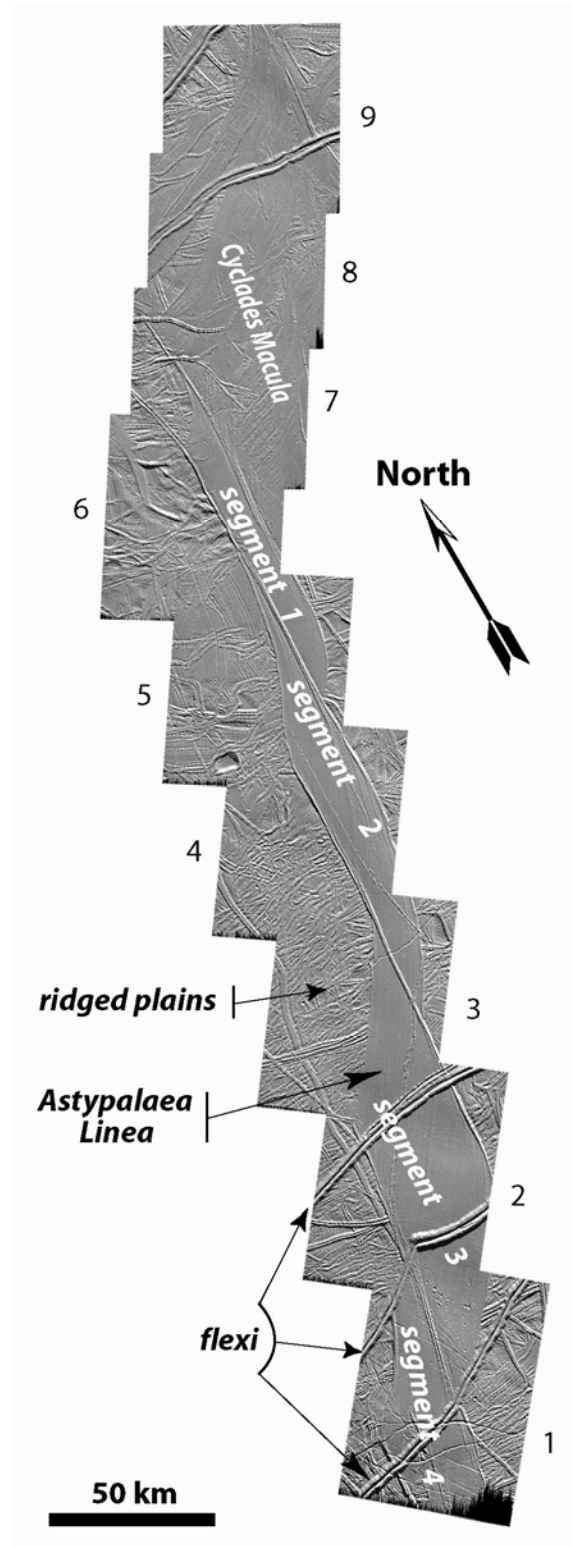 9
8
Cyclades Macula
7
North
6
segment 1
5
segment 2
4
ridged plains
3
Astypalaea
Linea
segment 3
2
flexi
segment 4
1
50 km